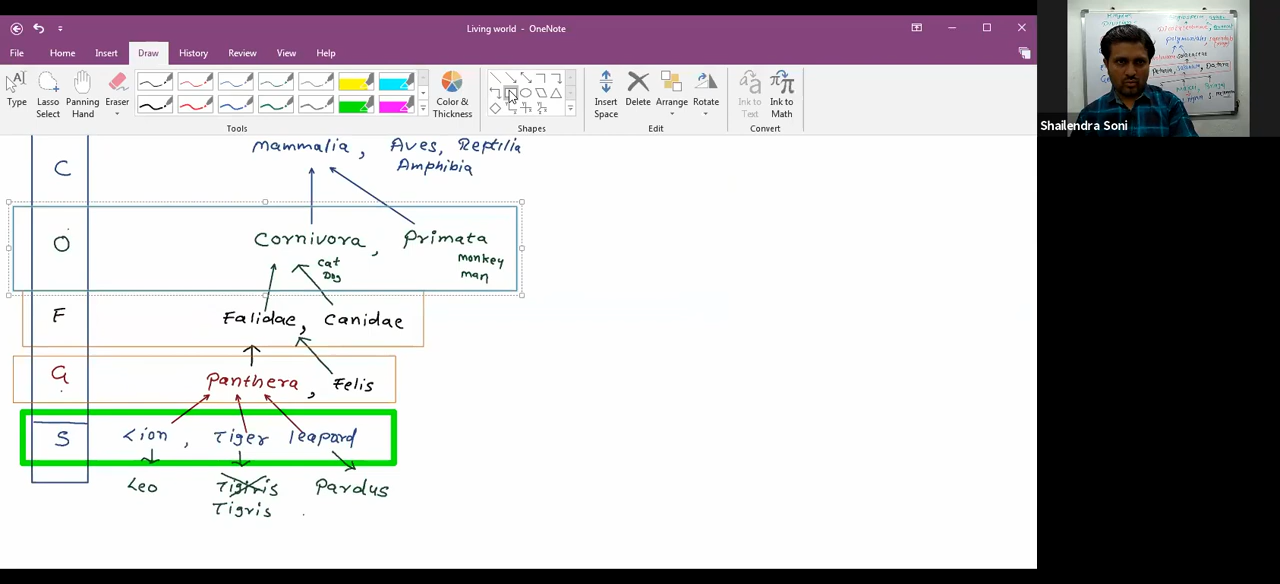 Living world - OneNote
File Home Insert Draw History Review View Help
Type Lasso Select Panning Hand Eraser Color & Thickness Insert Space Delete Arrange Rotate Ink to Text Ink to Math
Tools Shapes Edit Convert
Shailendra Soni
Mammalia, Aves, Reptilia
C Amphibia
O Cornivora, Primata
cat monkey
Dog man
F Falidae, Canidae
G Panthera, Felis
S Lion, Tiger leapard
Leo Tigiris Pardus
Tigris